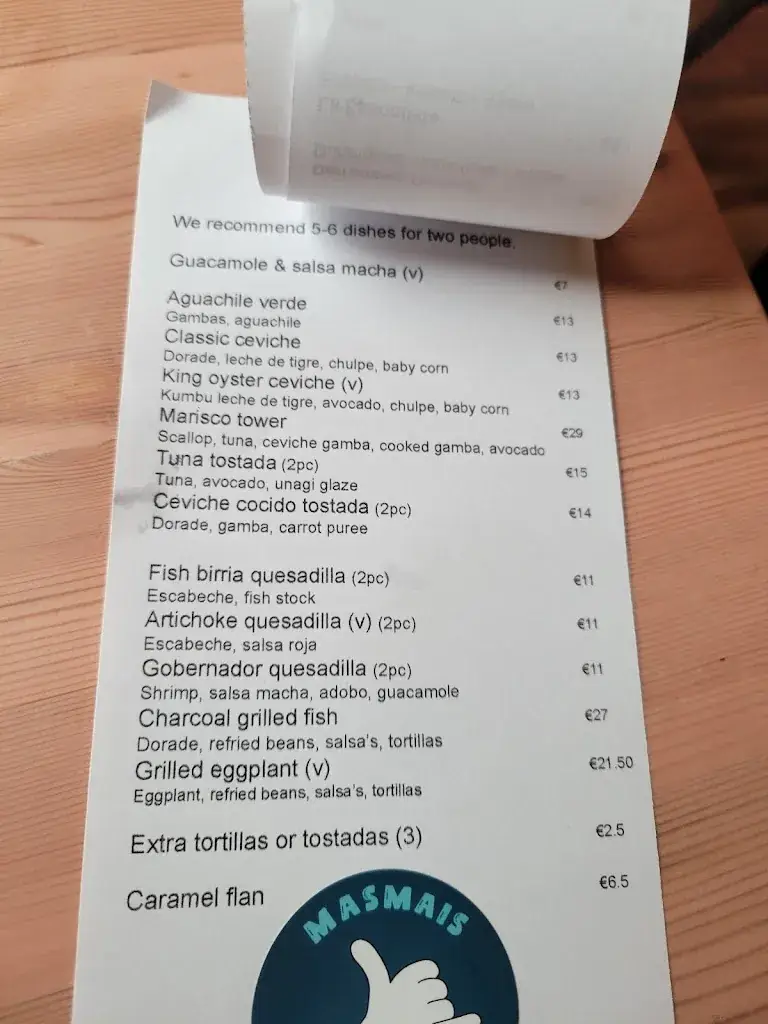 We recommend 5-6 dishes for two people.
Guacamole & salsa macha (v) €7
Aguachile verde €13
Gambas, aguachile
Classic ceviche €13
Dorade, leche de tigre, chulpe, baby corn
King oyster ceviche (v) €13
Kumbu leche de tigre, avocado, chulpe, baby corn
Marisco tower €29
Scallop, tuna, ceviche gamba, cooked gamba, avocado
Tuna tostada (2pc) €15
Tuna, avocado, unagi glaze
Ceviche cocido tostada (2pc) €14
Dorade, gamba, carrot puree
Fish birria quesadilla (2pc) €11
Escabeche, fish stock
Artichoke quesadilla (v) (2pc) €11
Escabeche, salsa roja
Gobernador quesadilla (2pc) €11
Shrimp, salsa macha, adobo, guacamole
Charcoal grilled fish €27
Dorade, refried beans, salsa's, tortillas
Grilled eggplant (v) €21.50
Eggplant, refried beans, salsa's, tortillas
Extra tortillas or tostadas (3) €2.5
Caramel flan €6.5
MASMAIS